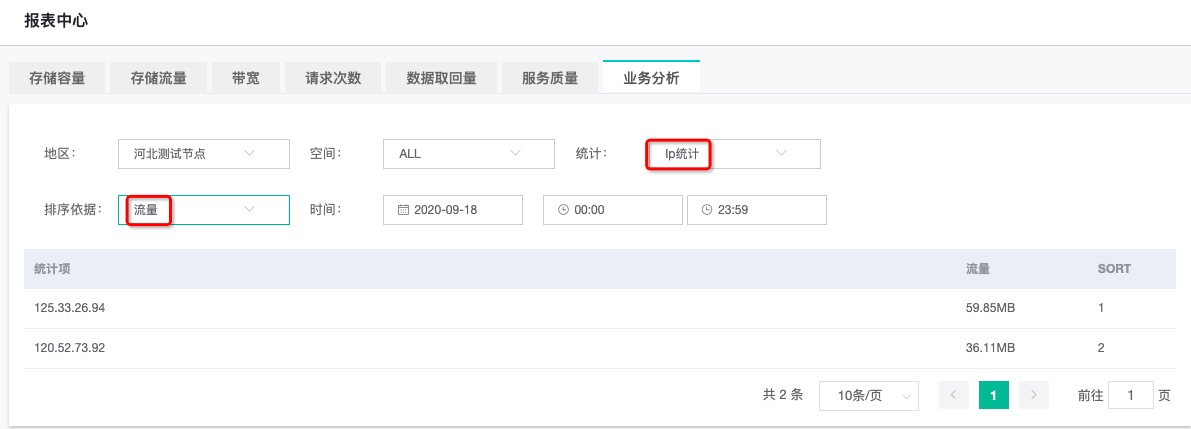 报表中心
存储容量 存储流量 带宽 请求次数 数据取回量 服务质量 业务分析
地区： 河北测试节点 空间： ALL 统计： Ip统计
排序依据： 流量 时间： 2020-09-18 00:00 23:59
统计项 流量 SORT
125.33.26.94 59.85MB 1
120.52.73.92 36.11MB 2
共 2 条 10条/页 1 前往 1 页